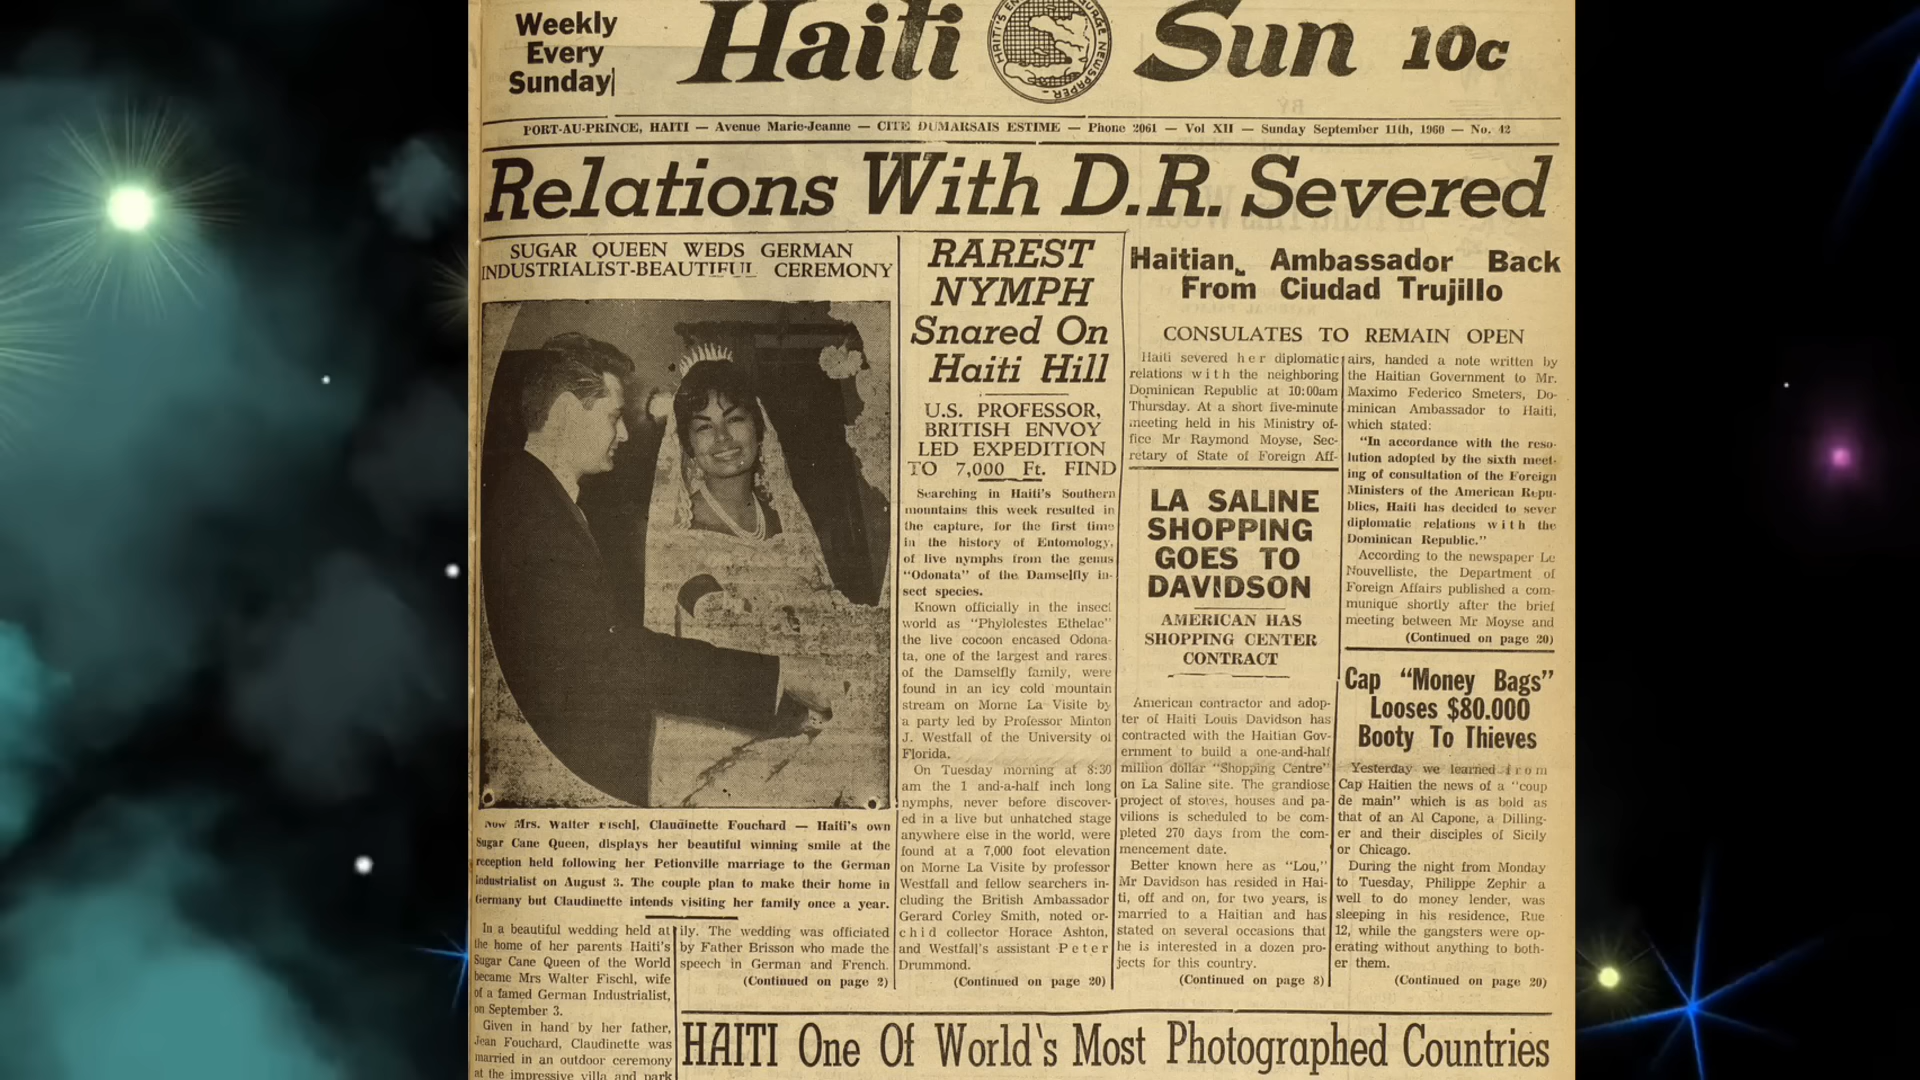 Weekly
Every
Sunday
Haiti Sun 10c
PORT-AU-PRINCE, HAITI — Avenue Marie-Jeanne — CITE DUMARSAIS ESTIME — Phone 2061 — Vol XII — Sunday September 11th, 1960 — No. 42
Relations With D.R. Severed
SUGAR QUEEN WEDS GERMAN
INDUSTRIALIST-BEAUTIFUL CEREMONY
Now Mrs. Walter Fischl, Claudinette Fouchard — Haiti's own
Sugar Cane Queen, displays her beautiful winning smile at the
reception held following her Petionville marriage to the German
industrialist on August 3. The couple plan to make their home in
Germany but Claudinette intends visiting her family once a year.
In a beautiful wedding held at
the home of her parents Haiti's
Sugar Cane Queen of the World
became Mrs Walter Fischl, wife
of a famed German Industrialist,
on September 3.
Given in hand by her father,
Jean Fouchard, Claudinette was
married in an outdoor ceremony
at the impressive villa and park
ily. The wedding was officiated
by Father Brisson who made the
speech in German and French.
(Continued on page 2)
RAREST
NYMPH
Snared On
Haiti Hill
U.S. PROFESSOR,
BRITISH ENVOY
LED EXPEDITION
TO 7,000 Ft. FIND
Searching in Haiti's Southern
mountains this week resulted in
the capture, for the first time
in the history of Entomology,
of live nymphs from the genus
"Odonata" of the Damselfly in-
sect species.
Known officially in the insect
world as "Phylolestes Ethelae"
the live cocoon encased Odona-
ta, one of the largest and rares
of the Damselfly family, were
found in an icy cold mountain
stream on Morne La Visite by
a party led by Professor Minton
J. Westfall of the University of
Florida.
On Tuesday morning at 8:30
am the 1 and-a-half inch long
nymphs, never before discover-
ed in a live but unhatched stage
anywhere else in the world, were
found at a 7,000 foot elevation
on Morne La Visite by professor
Westfall and fellow searchers in-
cluding the British Ambassador
Gerard Corley Smith, noted or-
chid collector Horace Ashton,
and Westfall's assistant Peter
Drummond.
(Continued on page 20)
Haitian Ambassador Back
From Ciudad Trujillo
CONSULATES TO REMAIN OPEN
Haiti severed her diplomatic
relations with the neighboring
Dominican Republic at 10:00am
Thursday. At a short five-minute
meeting held in his Ministry of-
fice Mr Raymond Moyse, Sec-
retary of State of Foreign Aff-
airs, handed a note written by
the Haitian Government to Mr.
Maximo Federico Smeters, Do-
minican Ambassador to Haiti,
which stated:
"In accordance with the reso-
lution adopted by the sixth meet-
ing of consultation of the Foreign
Ministers of the American Repu-
blics, Haiti has decided to sever
diplomatic relations with the
Dominican Republic."
According to the newspaper Le
Nouvelliste, the Department of
Foreign Affairs published a com-
munique shortly after the brief
meeting between Mr Moyse and
(Continued on page 20)
LA SALINE
SHOPPING
GOES TO
DAVIDSON
AMERICAN HAS
SHOPPING CENTER
CONTRACT
American contractor and adop-
ter of Haiti Louis Davidson has
contracted with the Haitian Gov-
ernment to build a one-and-half
million dollar "Shopping Centre"
on La Saline site. The grandiose
project of stores, houses and pa-
vilions is scheduled to be com-
pleted 270 days from the com-
mencement date.
Better known here as "Lou,"
Mr Davidson has resided in Hai-
ti, off and on, for two years, is
married to a Haitian and has
stated on several occasions that
he is interested in a dozen pro-
jects for this country.
(Continued on page 8)
Cap "Money Bags"
Looses $80.000
Booty To Thieves
Yesterday we learned from
Cap Haitien the news of a "coup
de main" which is as bold as
that of an Al Capone, a Dilling-
er and their disciples of Sicily
or Chicago.
During the night from Monday
to Tuesday, Philippe Zephir a
well to do money lender, was
sleeping in his residence, Rue
12, while the gangsters were op-
erating without anything to both-
er them.
(Continued on page 20)
HAITI One Of World's Most Photographed Countries